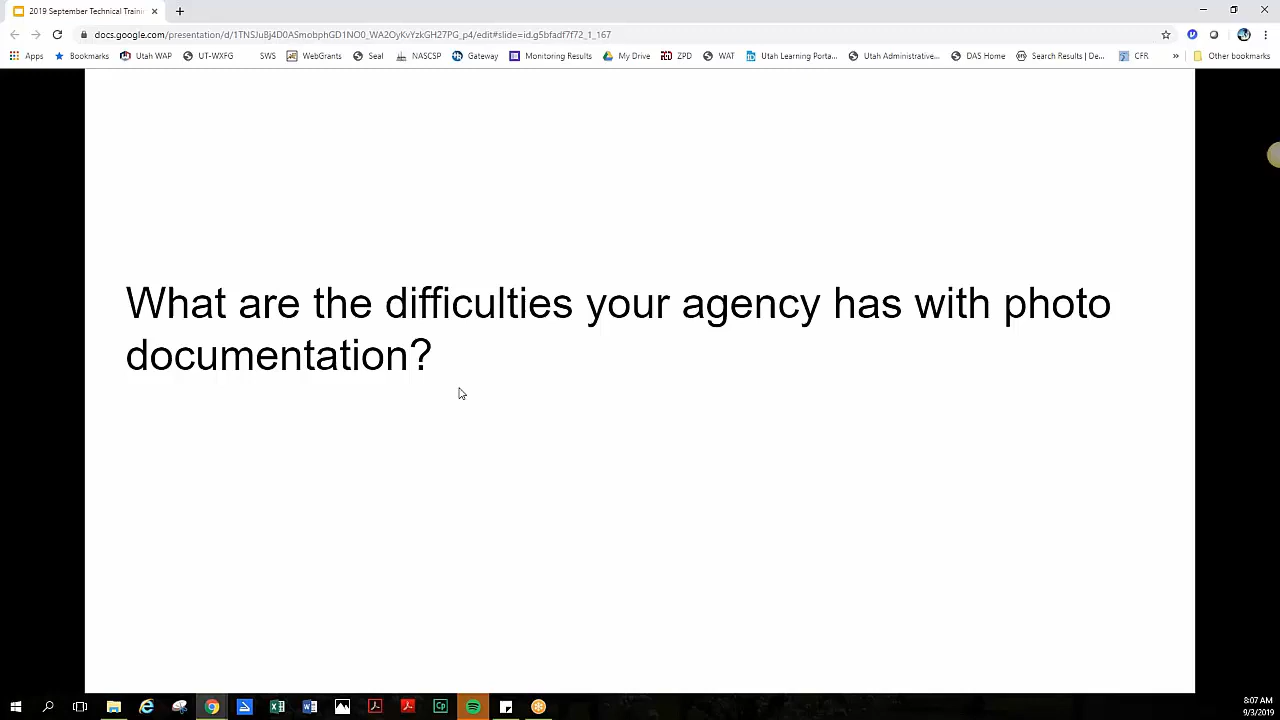 2019 September Technical Traini
docs.google.com/presentation/d/1TNSJuBj4D0ASmobphGD1NO0_WA2OyKvYzkGH27PG_p4/edit#slide=id.g5bfadf7f72_1_167
Apps Bookmarks Utah WAP UT-WXFG SWS WebGrants Seal NASCSP Gateway Monitoring Results My Drive ZPD WAT Utah Learning Porta... Utah Administrative... DAS Home Search Results | De... CFR » Other bookmarks
What are the difficulties your agency has with photo
documentation?
8:07 AM
9/3/2019